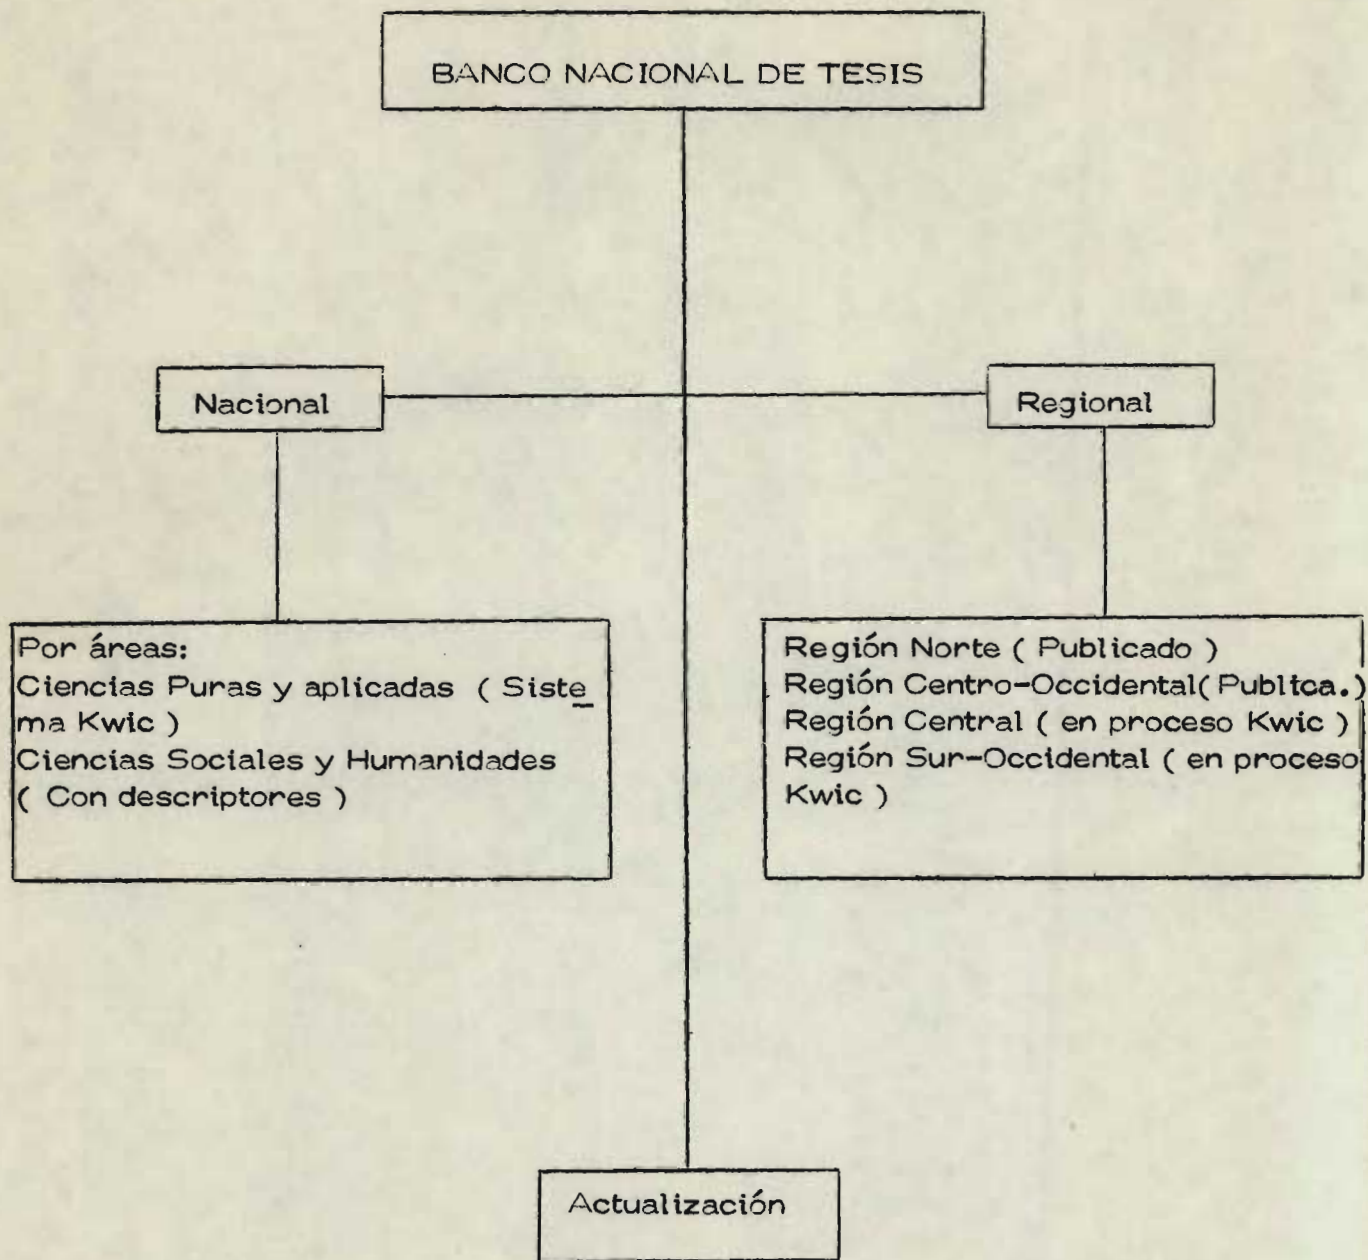 BANCO NACIONAL DE TESIS
Nacional
Regional
Por áreas:
Ciencias Puras y aplicadas ( Siste
ma Kwic )
Ciencias Sociales y Humanidades
( Con descriptores )
Región Norte ( Publicado )
Región Centro-Occidental( Publica.)
Región Central ( en proceso Kwic )
Región Sur-Occidental ( en proceso
Kwic )
Actualización